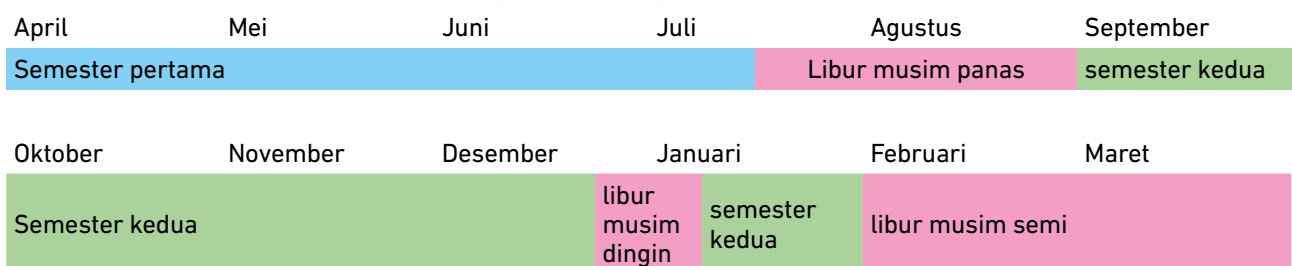 April Mei Juni Juli Agustus September
Semester pertama Libur musim panas semester kedua
Oktober November Desember Januari Februari Maret
Semester kedua
libur
musim
dingin
semester
kedua
libur musim semi